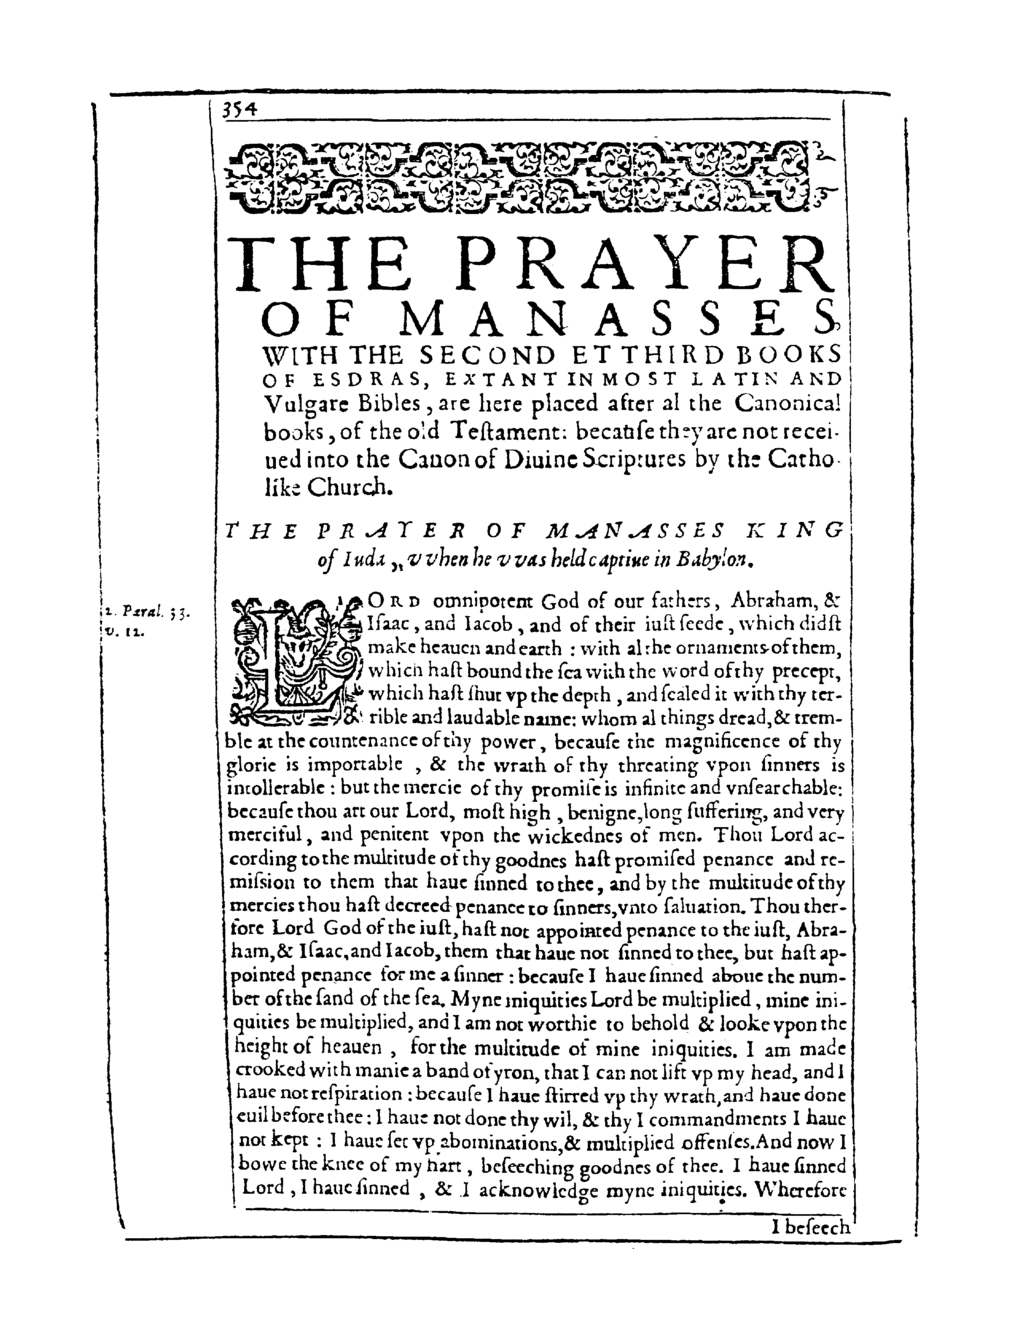 354
THE PRAYER
OF MANASSES,
WITH THE SECOND ET THIRD BOOKS
OF ESDRAS, EXTANT IN MOST LATIN AND
Vulgare Bibles, are here placed after al the Canonical
books, of the old Teſtament: becauſe they are not recei-
ued into the Canon of Diuine Scriptures by the Catho-
like Church.
THE PRAYER OF MANASSES KING
of Iuda, vvhen he vvas held captiue in Babylon.
2. Paral. 33.
v. 12.
LORD omnipotent God of our fathers, Abraham, &
Iſaac, and Iacob, and of their iuſt ſeede, which didſt
make heauen and earth : with al the ornaments of them,
which haſt bound the ſea with the word of thy precept,
which haſt ſhut vp the depth, and ſealed it with thy ter-
rible and laudable name: whom al things dread, & trem-
ble at the countenance of thy power, becauſe the magnificence of thy
glorie is importable , & the wrath of thy threating vpon ſinners is
intollerable : but the mercie of thy promiſe is infinite and vnſearchable:
becauſe thou art our Lord, moſt high , benigne, long ſuffering, and very
merciful , and penitent vpon the wickednes of men. Thou Lord ac-
cording to the multitude of thy goodnes haſt promiſed penance and re-
miſsion to them that haue ſinned to thee, and by the multitude of thy
mercies thou haſt decreed penance to ſinners, vnto ſaluation. Thou ther-
fore Lord God of the iuſt, haſt not appointed penance to the iuſt, Abra-
ham, & Iſaac, and Iacob, them that haue not ſinned to thee, but haſt ap-
pointed penance for me a ſinner : becauſe I haue ſinned aboue the num-
ber of the ſand of the ſea. Myne iniquities Lord be multiplied, mine ini-
quities be multiplied, and I am not worthie to behold & looke vpon the
height of heauen , for the multitude of mine iniquities. I am made
crooked with manie a band of yron, that I can not lift vp my head, and I
haue not reſpiration : becauſe I haue ſtirred vp thy wrath, and haue done
euil before thee : I haue not done thy wil, & thy I commandments I haue
not kept : I haue ſet vp abominations, & multiplied offenſes. And now I
bowe the knee of my hart , beſeeching goodnes of thee. I haue ſinned
Lord , I haue ſinned , & I acknowledge myne iniquities. Wherefore
I beſeech